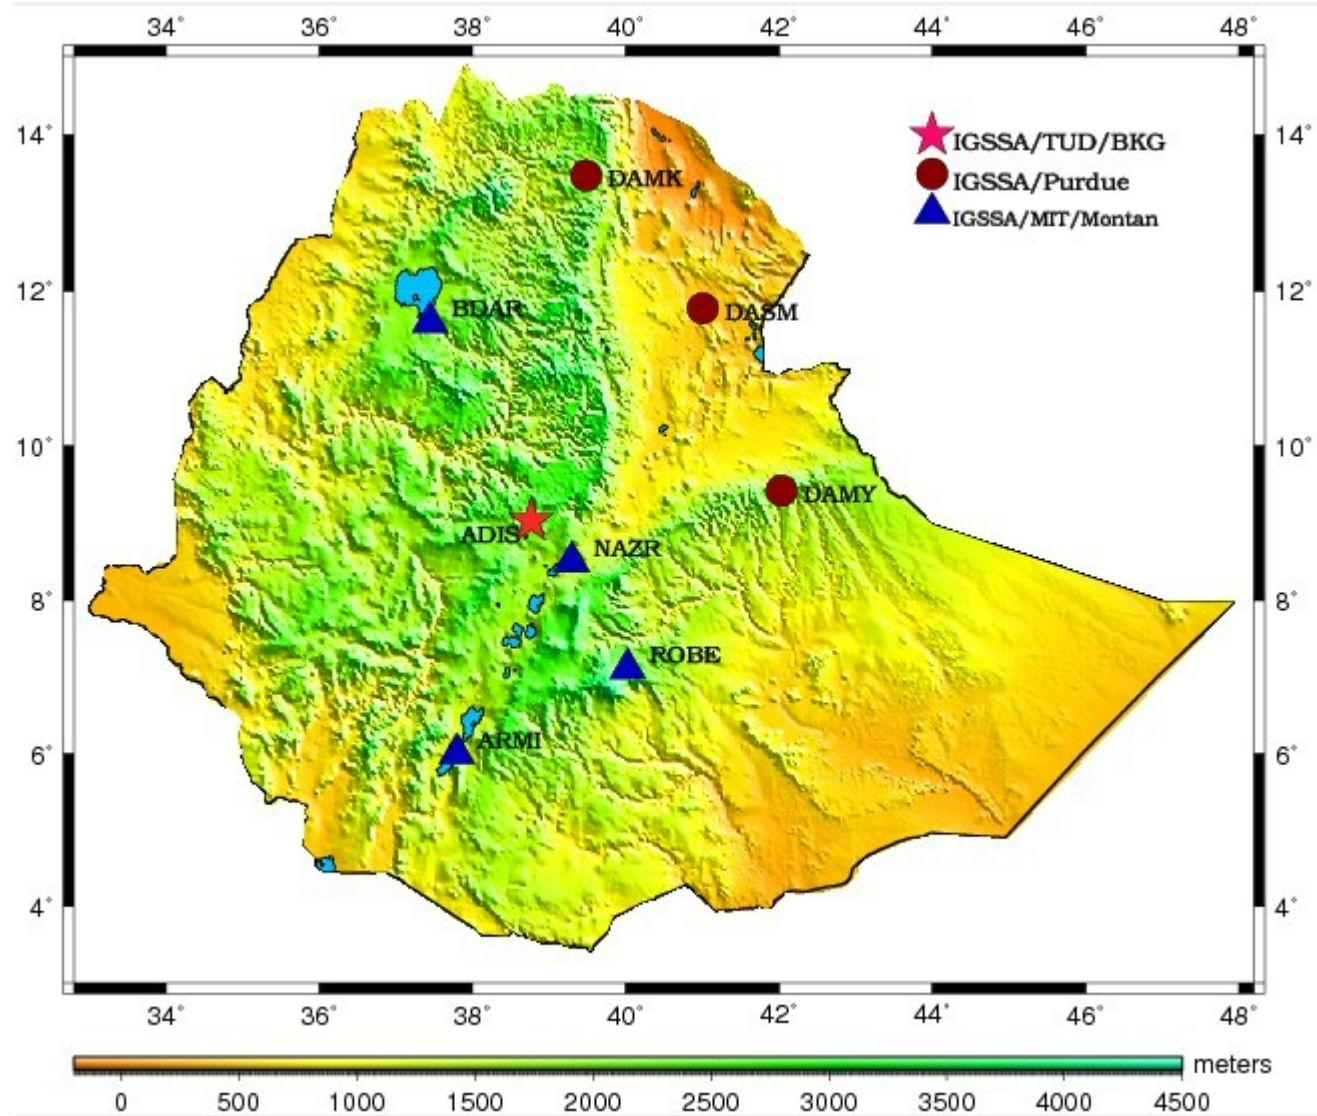 34° 36° 38° 40° 42° 44° 46° 48°
14° 14°
IGSSA/TUD/BKG
IGSSA/Purdue
IGSSA/MIT/Montan
DAMK
12° 12°
BDAR
DASM
10° 10°
DAMY
ADIS
NAZR
8° 8°
ROBE
ARMI
6° 6°
4° 4°
34° 36° 38° 40° 42° 44° 46° 48°
meters
0 500 1000 1500 2000 2500 3000 3500 4000 4500